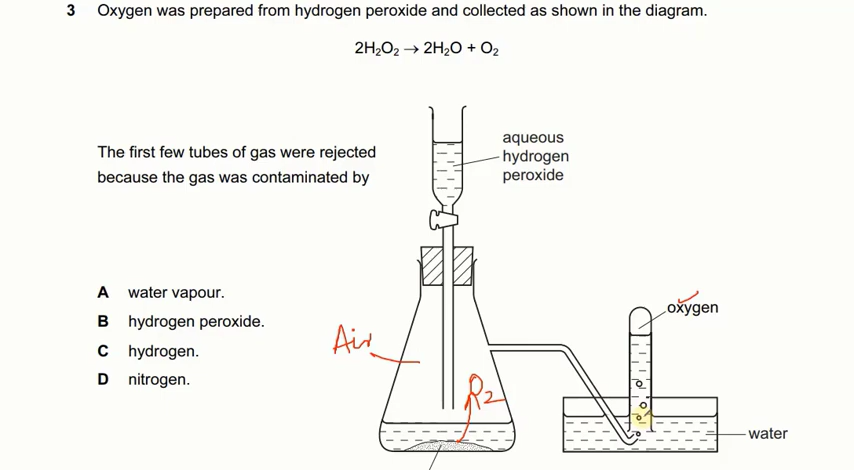 3 Oxygen was prepared from hydrogen peroxide and collected as shown in the diagram.
2H₂O₂ → 2H₂O + O₂
aqueous
hydrogen
peroxide
The first few tubes of gas were rejected
because the gas was contaminated by
A water vapour.
B hydrogen peroxide.
C hydrogen.
D nitrogen.
oxygen
Air
R₂
water